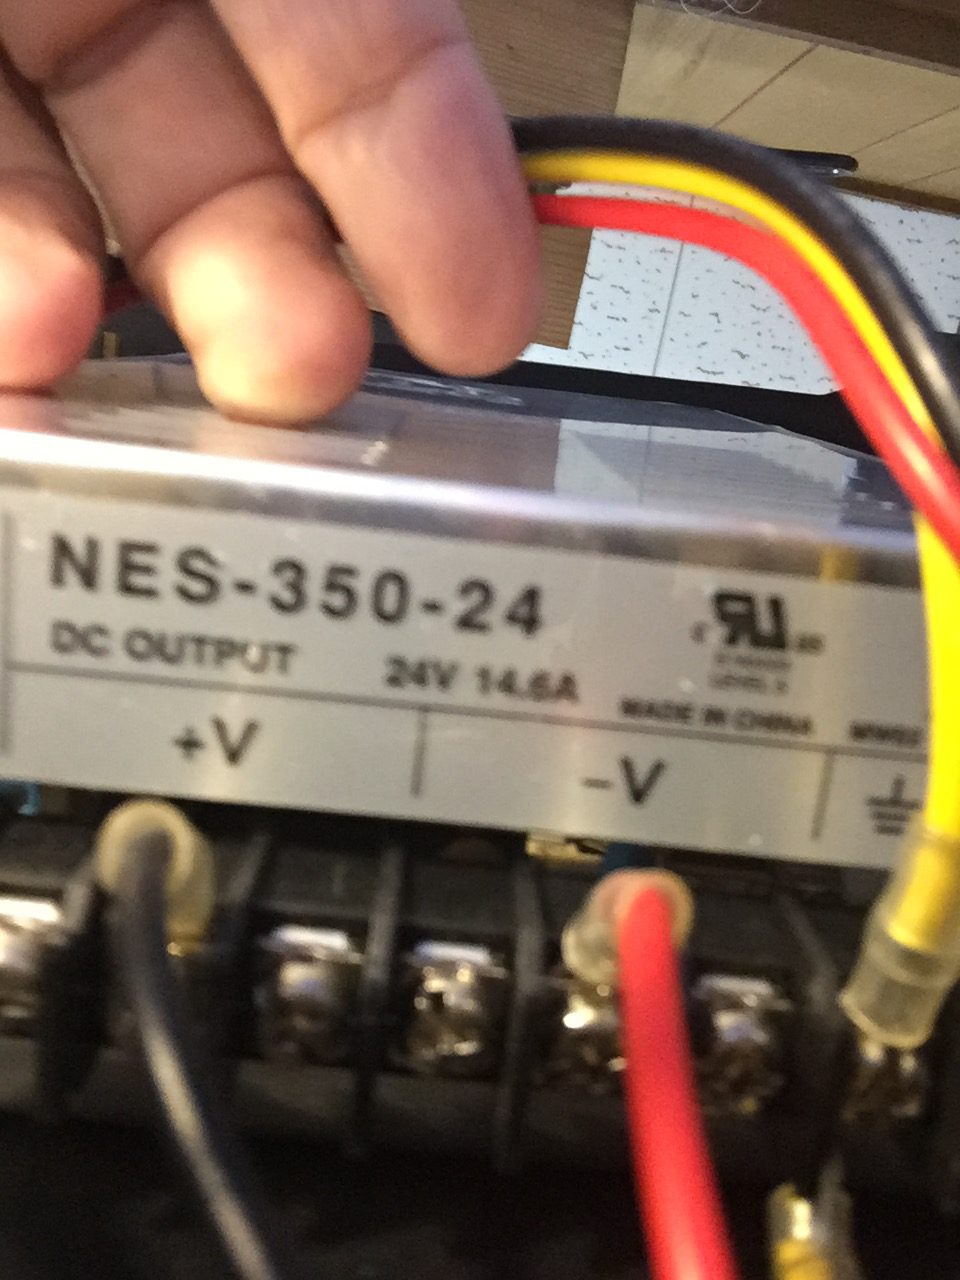 NES-350-24
DC OUTPUT 24V 14.6A
MADE IN CHINA
+V
-V